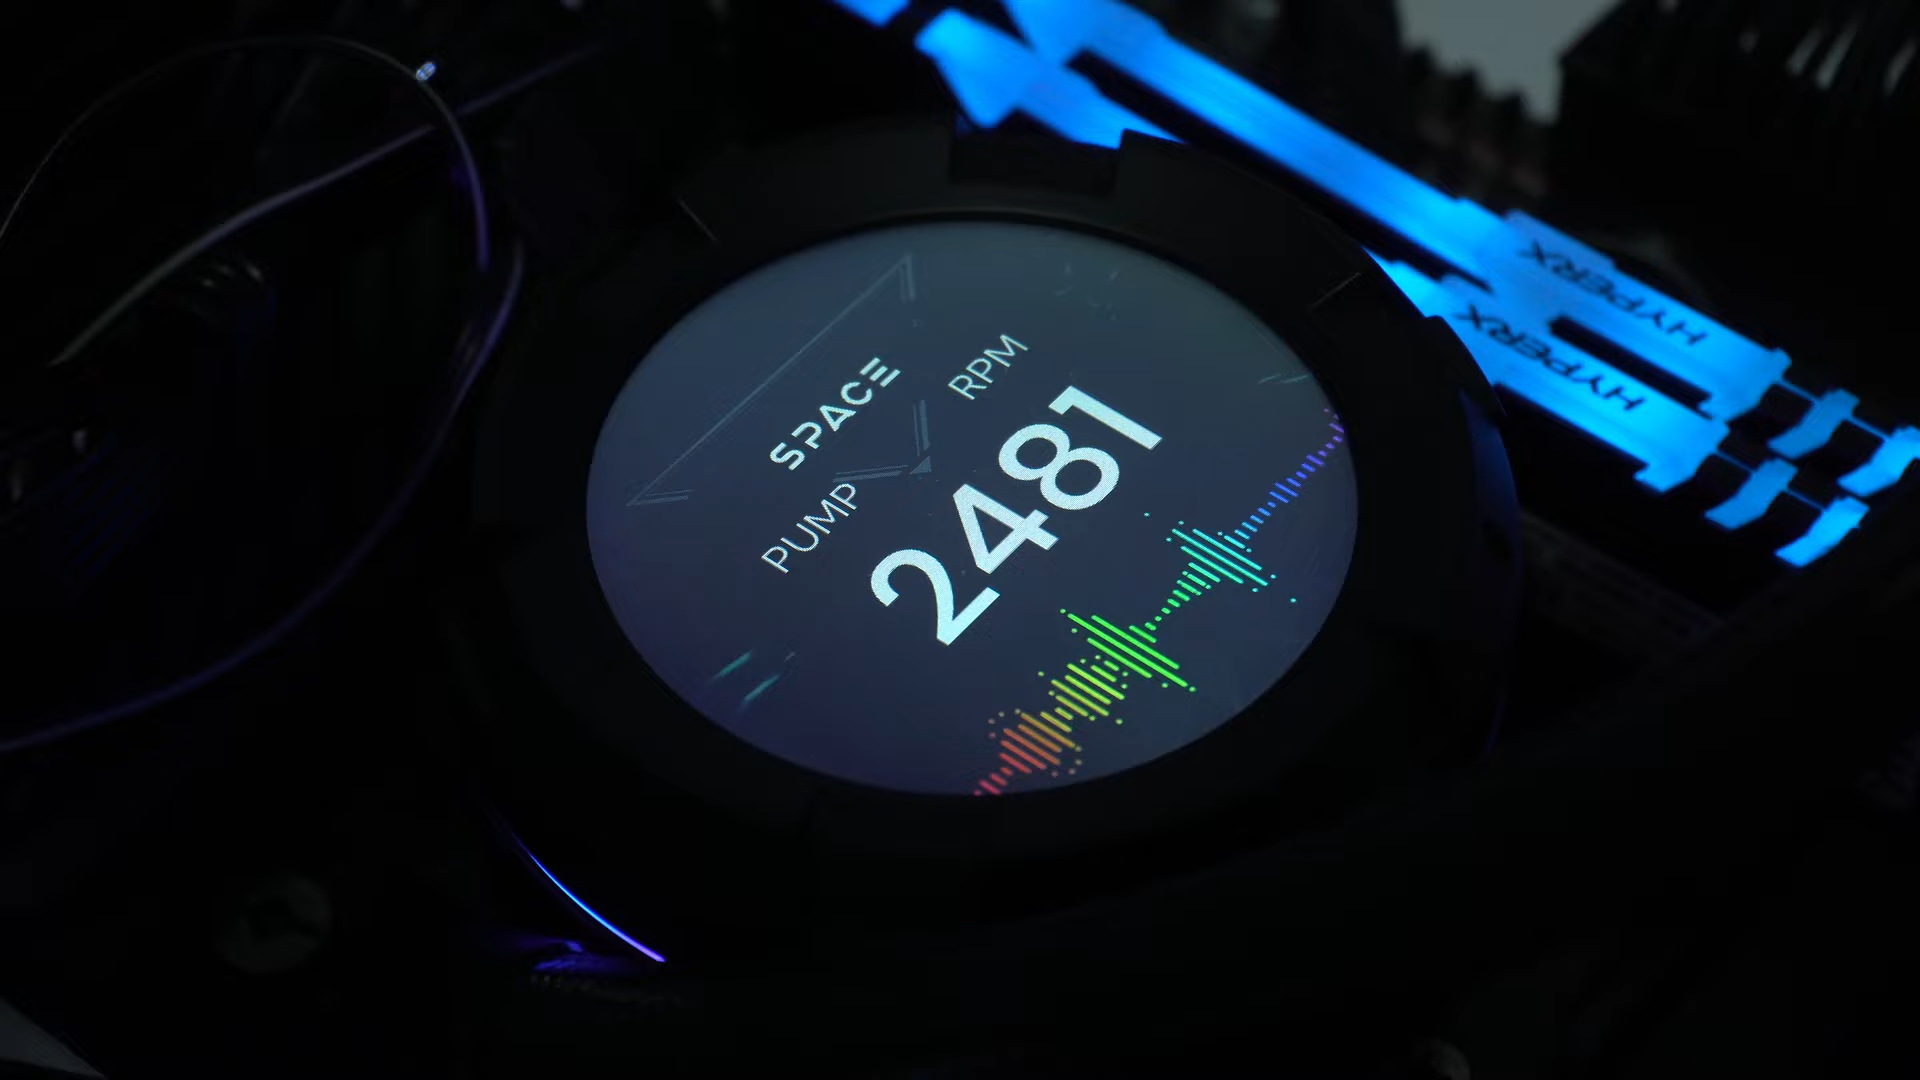 SPACE
PUMP RPM
2481
HYPERX
HYPERX